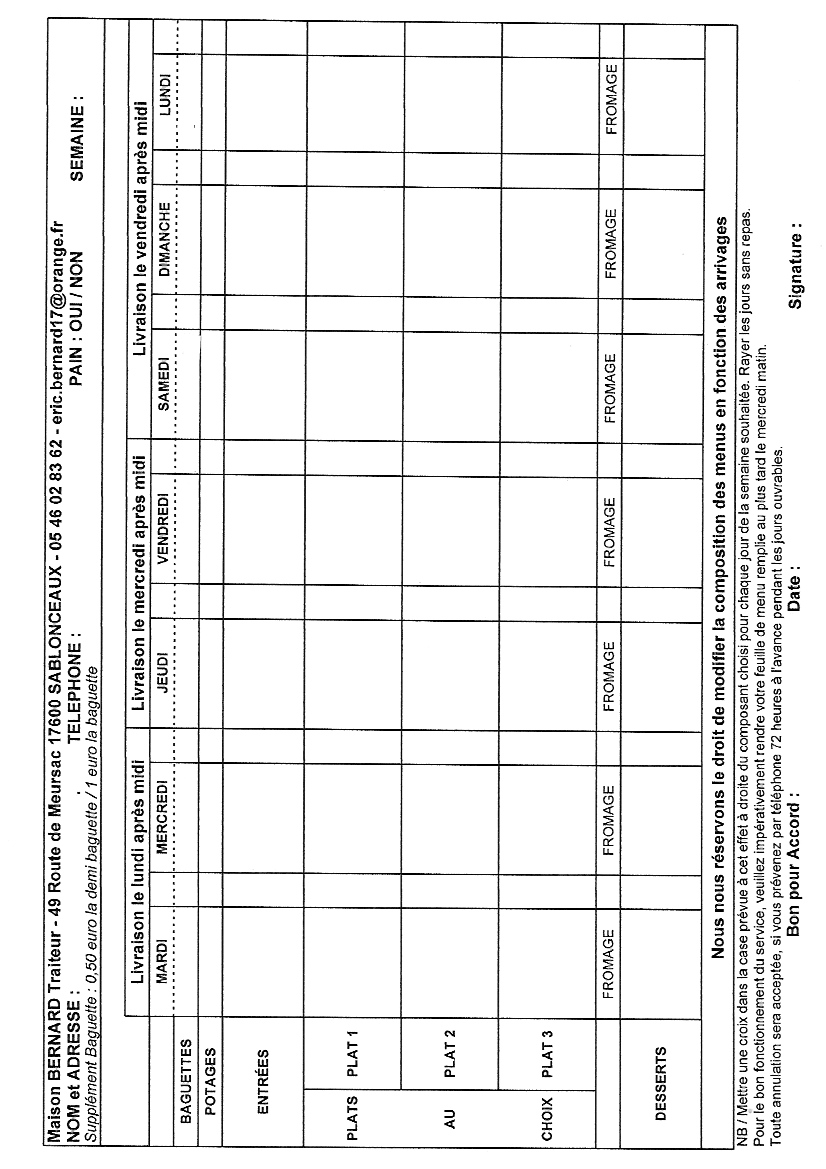 Maison BERNARD Traiteur - 49 Route de Meursac 17600 SABLONCEAUX - 05 46 02 83 62 - eric.bernard17@orange.fr
NOM et ADRESSE : TELEPHONE : PAIN : OUI / NON SEMAINE :
Supplément Baguette : 0,50 euro la demi baguette / 1 euro la baguette
Livraison le lundi après midi Livraison le mercredi après midi Livraison le vendredi après midi
MARDI MERCREDI JEUDI VENDREDI SAMEDI DIMANCHE LUNDI
BAGUETTES
POTAGES
ENTRÉES
PLATS PLAT 1
AU PLAT 2
CHOIX PLAT 3
FROMAGE FROMAGE FROMAGE FROMAGE FROMAGE FROMAGE FROMAGE
DESSERTS
Nous nous réservons le droit de modifier la composition des menus en fonction des arrivages
NB / Mettre une croix dans la case prévue à cet effet à droite du composant choisi pour chaque jour de la semaine souhaitée. Rayer les jours sans repas.
Pour le bon fonctionnement du service, veuillez impérativement rendre votre feuille de menu remplie au plus tard le mercredi matin.
Toute annulation sera acceptée, si vous prévenez par téléphone 72 heures à l'avance pendant les jours ouvrables.
Bon pour Accord : Date : Signature :